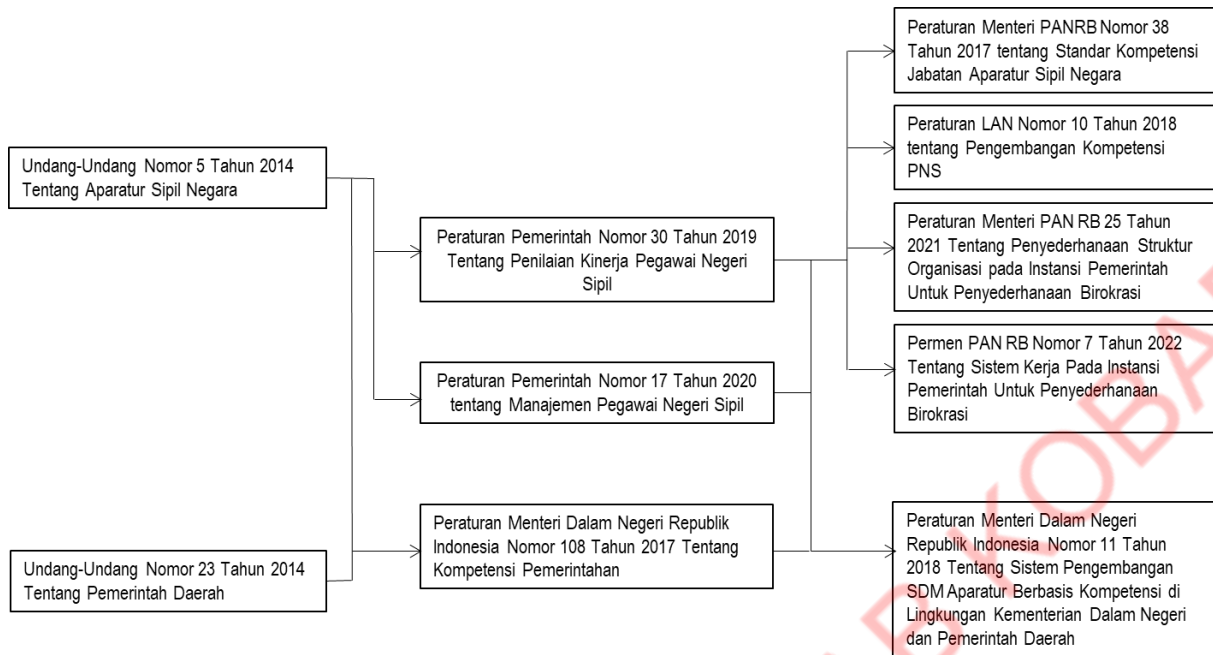 Undang-Undang Nomor 5 Tahun 2014
Tentang Aparatur Sipil Negara
Undang-Undang Nomor 23 Tahun 2014
Tentang Pemerintah Daerah
Peraturan Pemerintah Nomor 30 Tahun 2019
Tentang Penilaian Kinerja Pegawai Negeri
Sipil
Peraturan Pemerintah Nomor 17 Tahun 2020
tentang Manajemen Pegawai Negeri Sipil
Peraturan Menteri Dalam Negeri Republik
Indonesia Nomor 108 Tahun 2017 Tentang
Kompetensi Pemerintahan
Peraturan Menteri PANRB Nomor 38
Tahun 2017 tentang Standar Kompetensi
Jabatan Aparatur Sipil Negara
Peraturan LAN Nomor 10 Tahun 2018
tentang Pengembangan Kompetensi
PNS
Peraturan Menteri PAN RB 25 Tahun
2021 Tentang Penyederhanaan Struktur
Organisasi pada Instansi Pemerintah
Untuk Penyederhanaan Birokrasi
Permen PAN RB Nomor 7 Tahun 2022
Tentang Sistem Kerja Pada Instansi
Pemerintah Untuk Penyederhanaan
Birokrasi
Peraturan Menteri Dalam Negeri
Republik Indonesia Nomor 11 Tahun
2018 Tentang Sistem Pengembangan
SDM Aparatur Berbasis Kompetensi di
Lingkungan Kementerian Dalam Negeri
dan Pemerintah Daerah